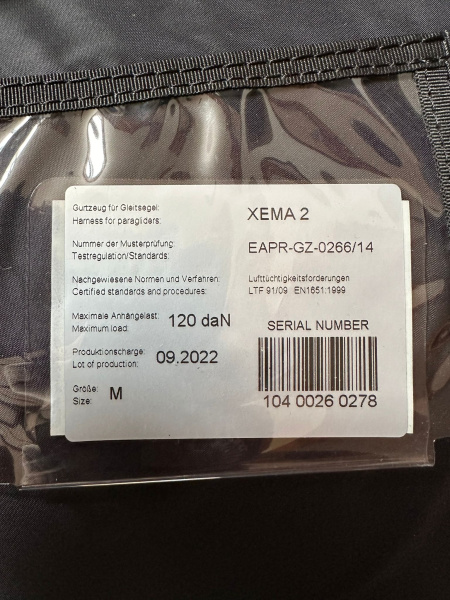 Gurtzeug für Gleitsegel:
Harness for paragliders:
XEMA 2
Nummer der Musterprüfung:
Testregulation/Standards:
EAPR-GZ-0266/14
Nachgewiesene Normen und Verfahren:
Certified standards and procedures:
Lufttüchtigkeitsforderungen
LTF 91/09 EN1651:1999
Maximale Anhängelast:
Maximum load:
120 daN
SERIAL NUMBER
Produktionscharge:
Lot of production:
09.2022
Größe:
Size:
M
104 0026 0278